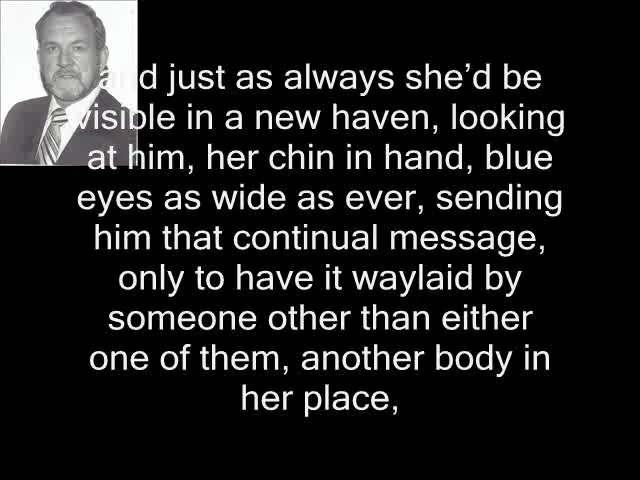 and just as always she’d be
visible in a new haven, looking
at him, her chin in hand, blue
eyes as wide as ever, sending
him that continual message,
only to have it waylaid by
someone other than either
one of them, another body in
her place,